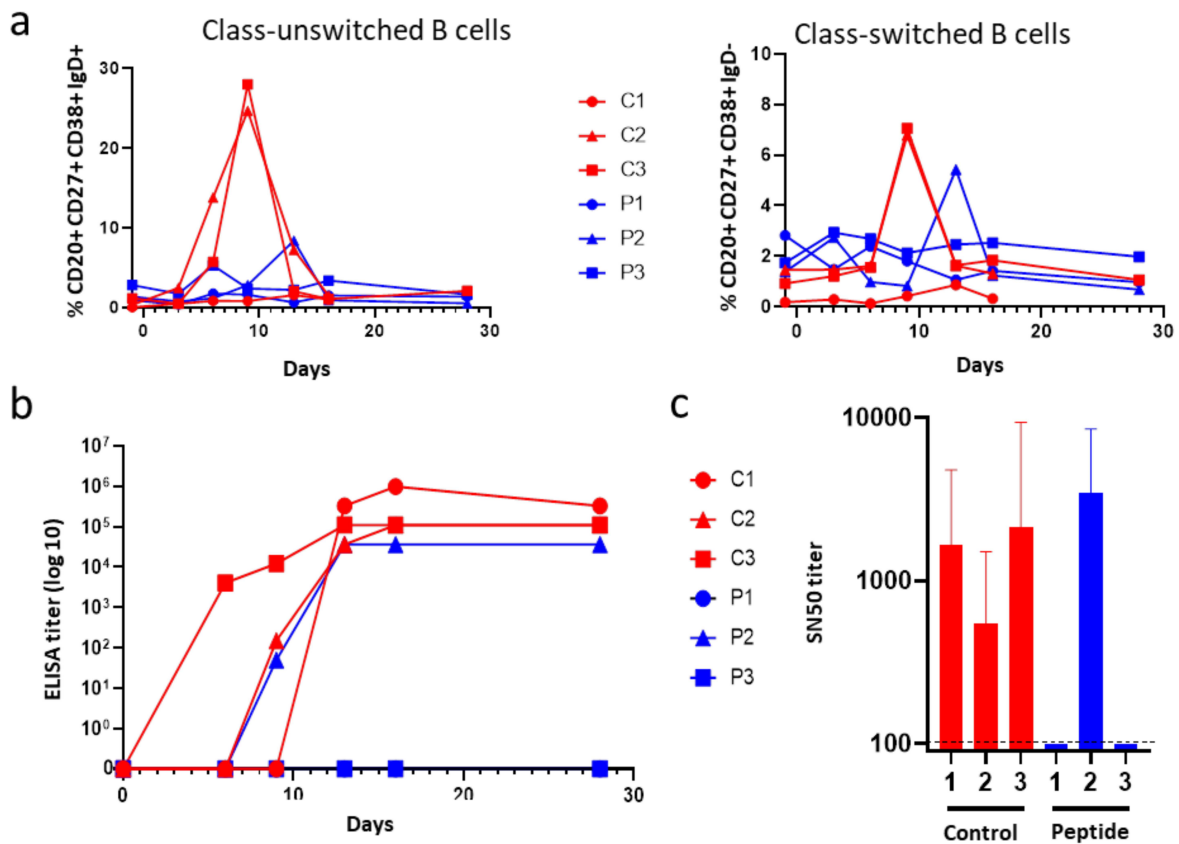 a
Class-unswitched B cells
% CD20+ CD27+ CD38+ IgD+
30
20
10
0
0 10 20 30
Days
C1
C2
C3
P1
P2
P3
Class-switched B cells
% CD20+ CD27+ CD38+ IgD-
10
8
6
4
2
0
0 10 20 30
Days
b
ELISA titer (log 10)
10⁷
10⁶
10⁵
10⁴
10³
10²
10¹
10⁰
0
0 10 20 30
Days
C1
C2
C3
P1
P2
P3
c
SN50 titer
10000
1000
100
1 2 3 1 2 3
Control Peptide